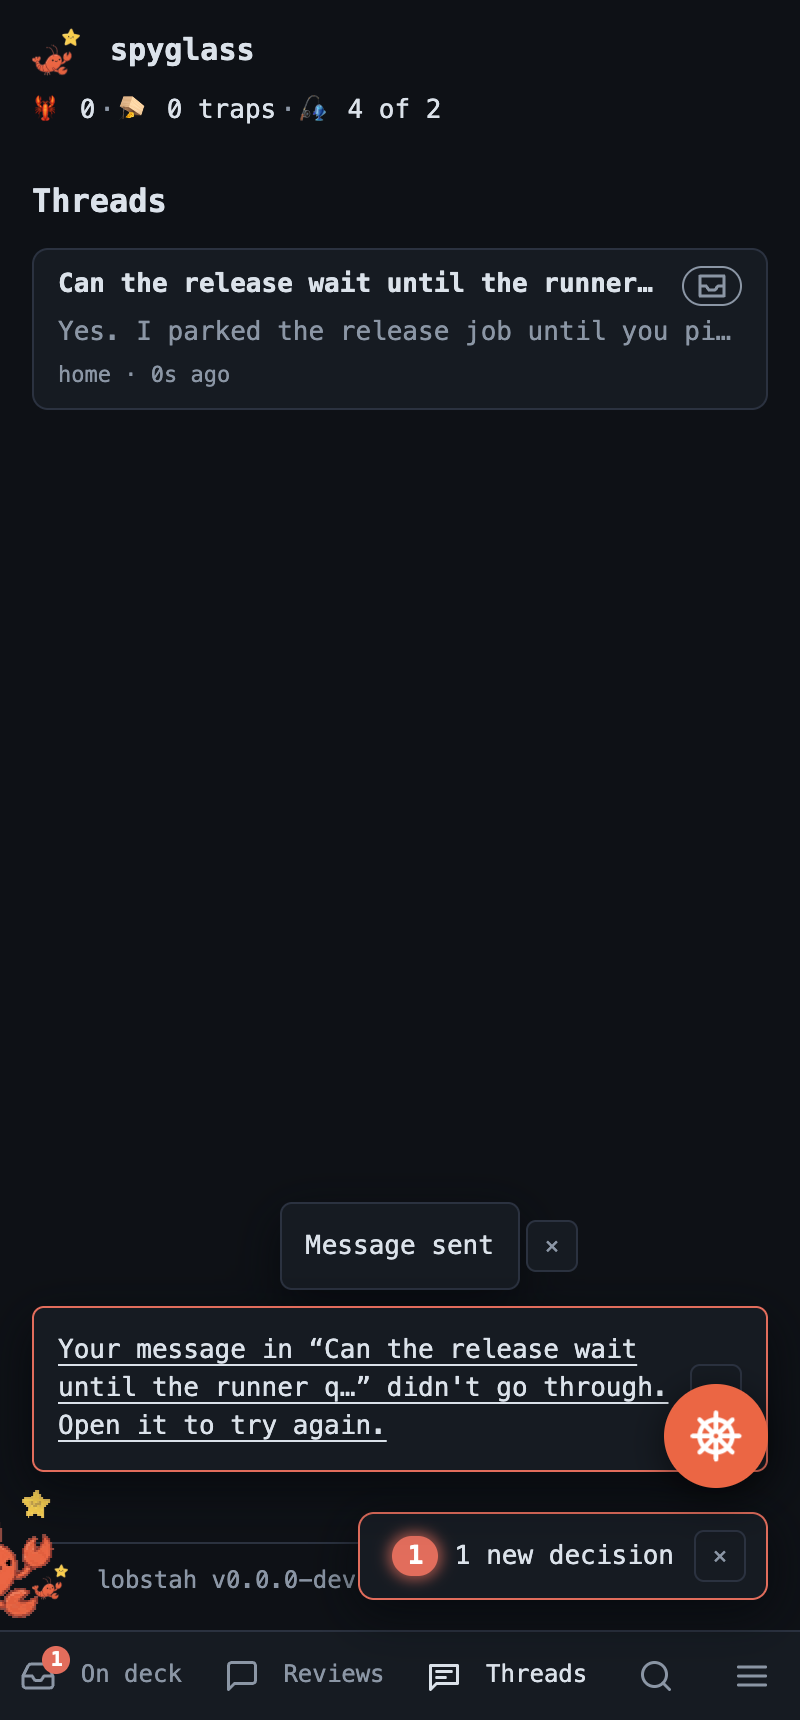 spyglass
0 · 0 traps · 4 of 2
Threads
Can the release wait until the runner…
Yes. I parked the release job until you pi…
home · 0s ago
Message sent ×
Your message in “Can the release wait
until the runner q…” didn't go through.
Open it to try again.
1 1 new decision ×
lobstah v0.0.0-dev
1 On deck Reviews Threads